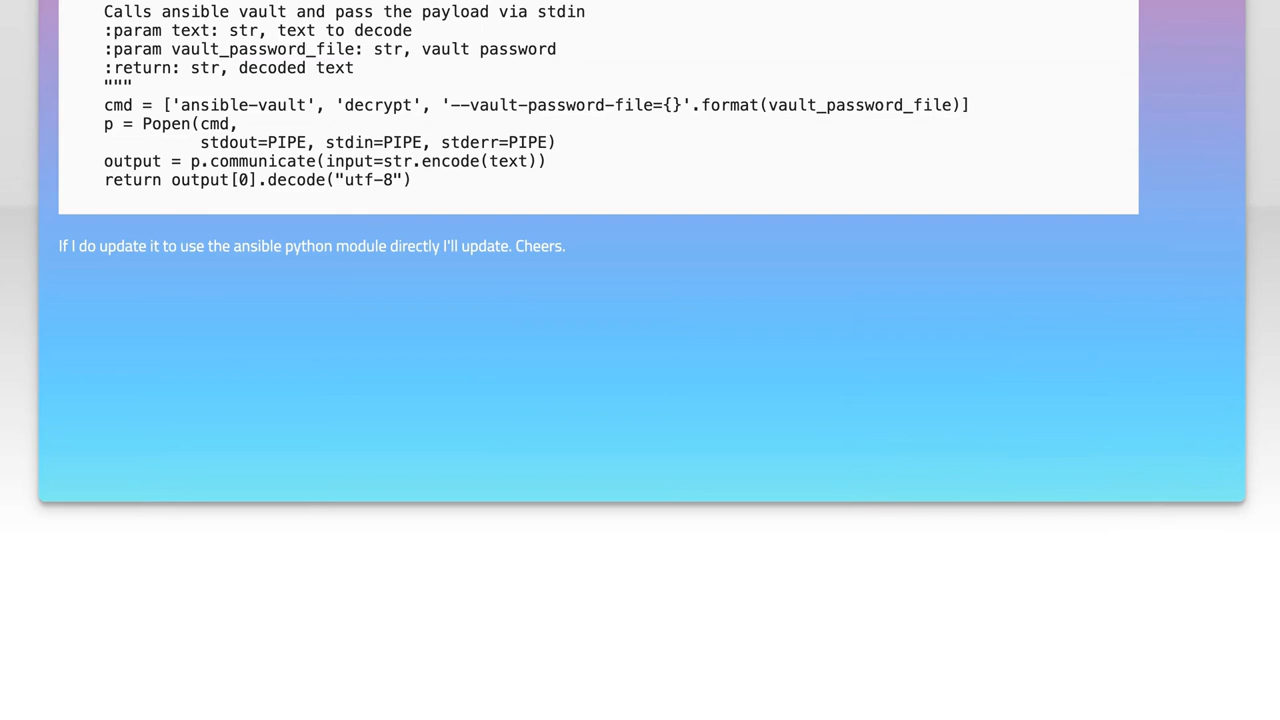 Calls ansible vault and pass the payload via stdin
:param text: str, text to decode
:param vault_password_file: str, vault password
:return: str, decoded text
"""
cmd = ['ansible-vault', 'decrypt', '--vault-password-file={}'.format(vault_password_file)]
p = Popen(cmd,
          stdout=PIPE, stdin=PIPE, stderr=PIPE)
output = p.communicate(input=str.encode(text))
return output[0].decode("utf-8")
If I do update it to use the ansible python module directly I'll update. Cheers.